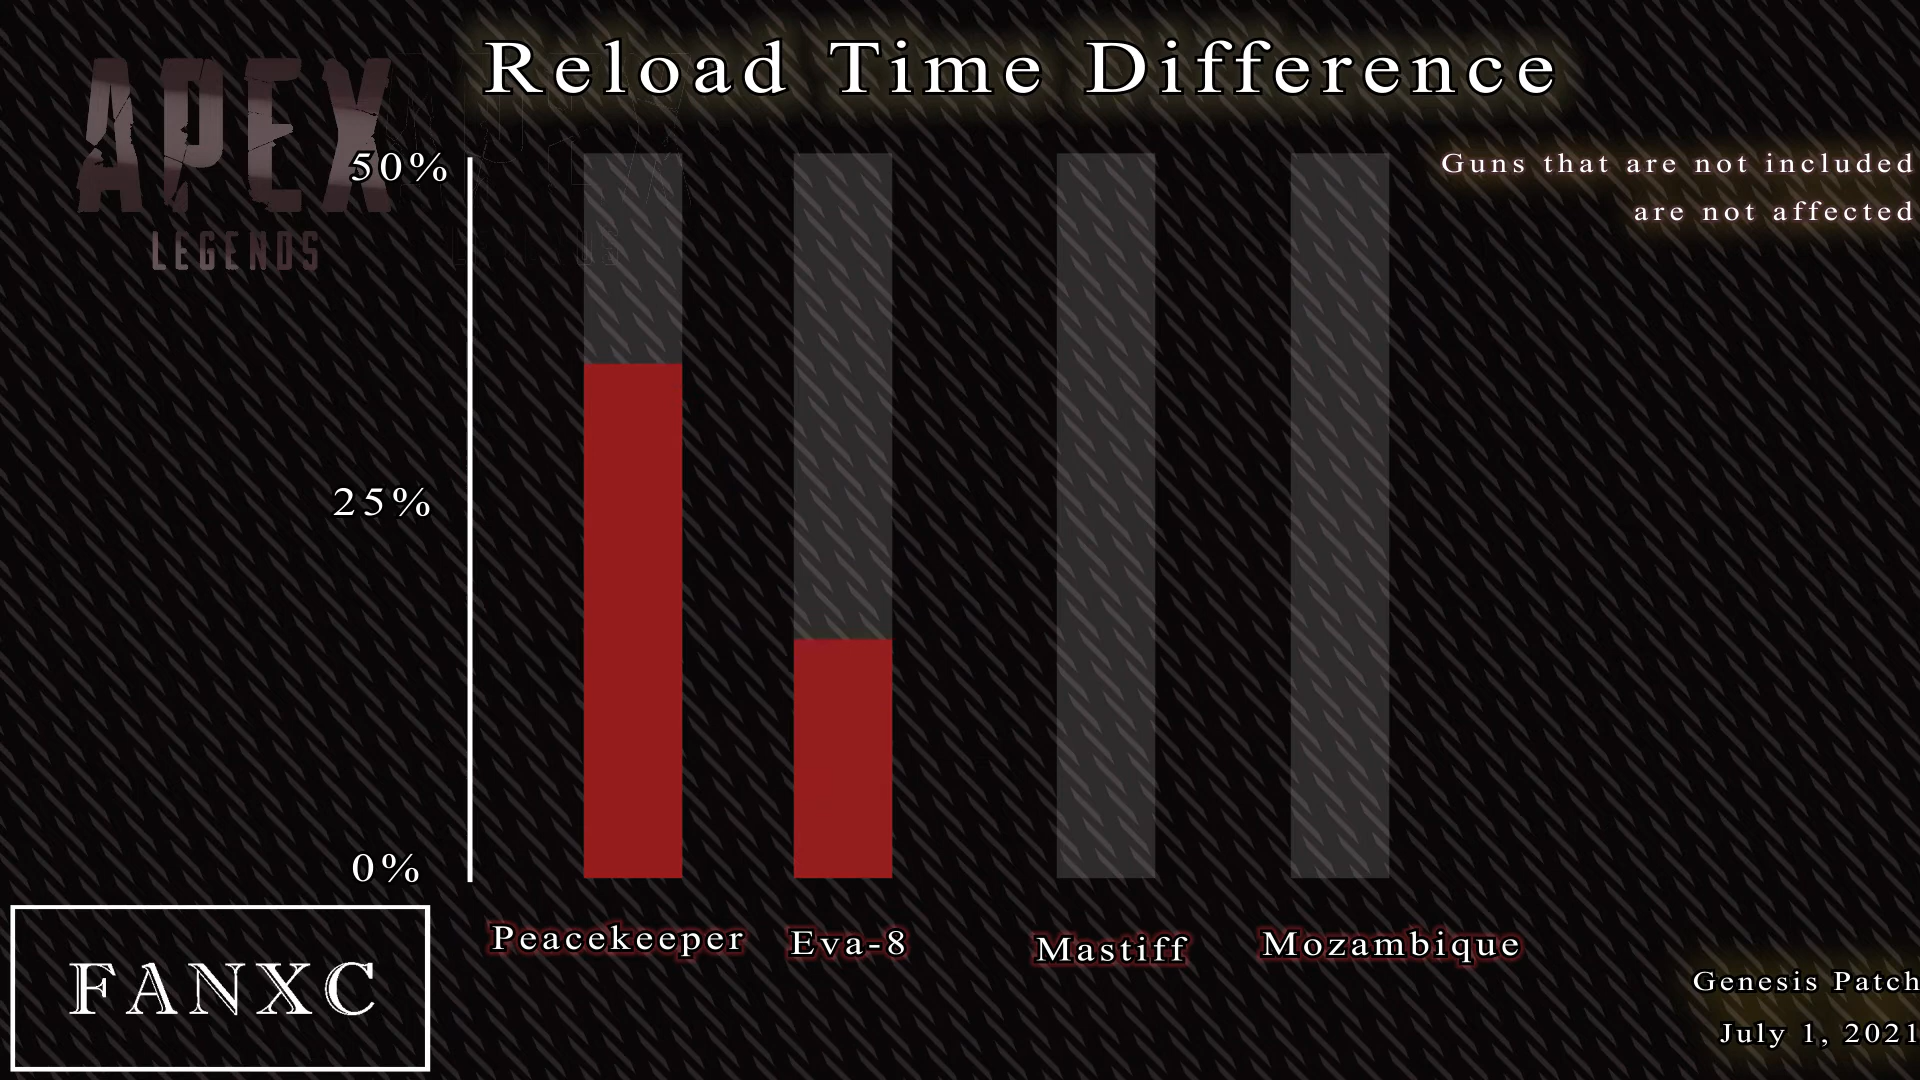 Reload Time Difference
APEX
LEGENDS
50%
Guns that are not included
are not affected
25%
0%
Peacekeeper
Eva-8
Mastiff
Mozambique
FANXC
Genesis Patch
July 1, 2021